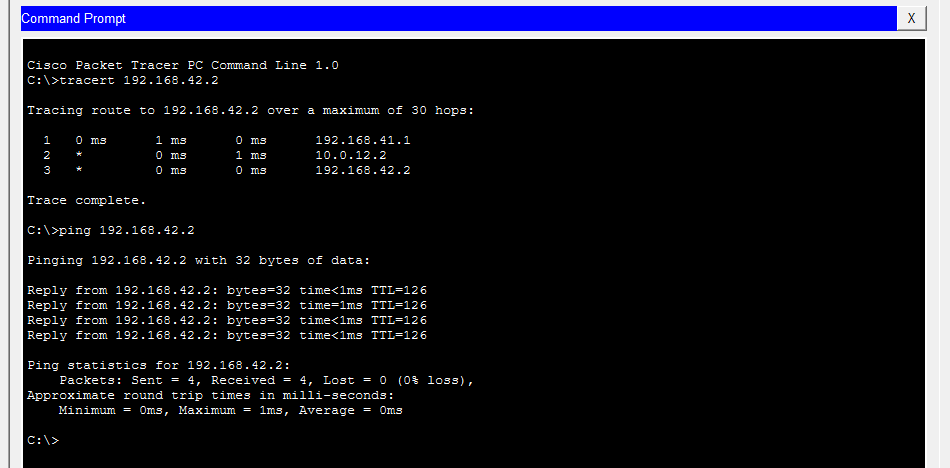 Command Prompt
X
Cisco Packet Tracer PC Command Line 1.0
C:\>tracert 192.168.42.2
Tracing route to 192.168.42.2 over a maximum of 30 hops:
1 0 ms 1 ms 0 ms 192.168.41.1
2 * 0 ms 1 ms 10.0.12.2
3 * 0 ms 0 ms 192.168.42.2
Trace complete.
C:\>ping 192.168.42.2
Pinging 192.168.42.2 with 32 bytes of data:
Reply from 192.168.42.2: bytes=32 time<1ms TTL=126
Reply from 192.168.42.2: bytes=32 time=1ms TTL=126
Reply from 192.168.42.2: bytes=32 time<1ms TTL=126
Reply from 192.168.42.2: bytes=32 time<1ms TTL=126
Ping statistics for 192.168.42.2:
Packets: Sent = 4, Received = 4, Lost = 0 (0% loss),
Approximate round trip times in milli-seconds:
Minimum = 0ms, Maximum = 1ms, Average = 0ms
C:\>